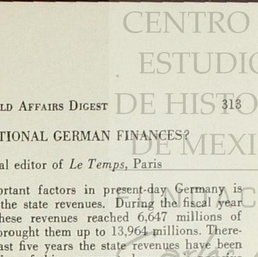 CENTRO
ESTUDIO
DE HISTO
DE MEXI
LD AFFAIRS DIGEST 313
TIONAL GERMAN FINANCES?
al editor of Le Temps, Paris
ortant factors in present-day Germany is
the state revenues. During the fiscal year
hese revenues reached 6,647 millions of
brought them up to 13,964 millions. There-
ast five years the state revenues have been